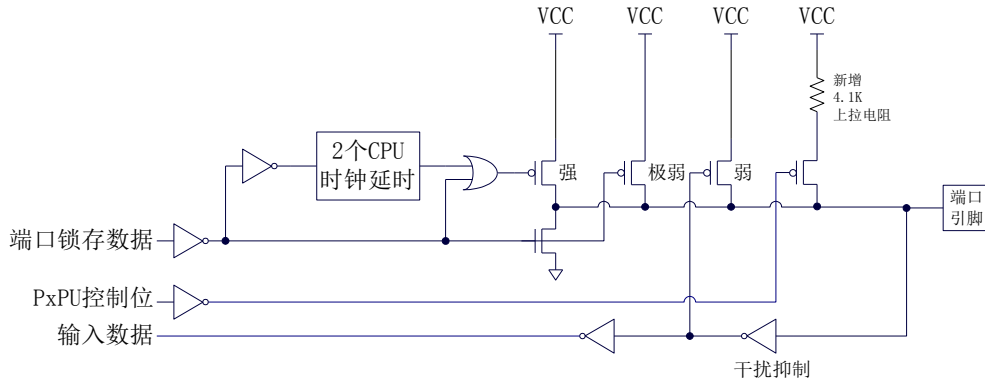 VCC
VCC
VCC
VCC
新增
4.1K
上拉电阻
2个CPU
时钟延时
强
极弱
弱
端口
引脚
端口锁存数据
PxPU控制位
输入数据
干扰抑制